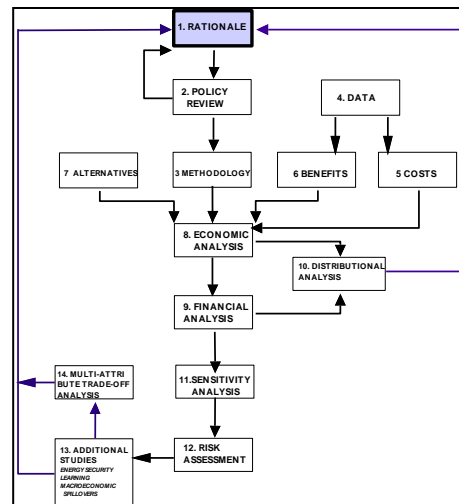 1. RATIONALE
2. POLICY
REVIEW
4. DATA
7 ALTERNATIVES
3 METHODOLOGY
6 BENEFITS
5 COSTS
8. ECONOMIC
ANALYSIS
10. DISTRIBUTIONAL
ANALYSIS
9. FINANCIAL
ANALYSIS
14. MULTI-ATTRI
BUTE TRADE-OFF
ANALYSIS
11.SENSITIVITY
ANALYSIS
13. ADDITIONAL
STUDIES
ENERGY SECURITY
LEARNING
MACROECONOMIC
SPILLOVERS
12. RISK
ASSESSMENT